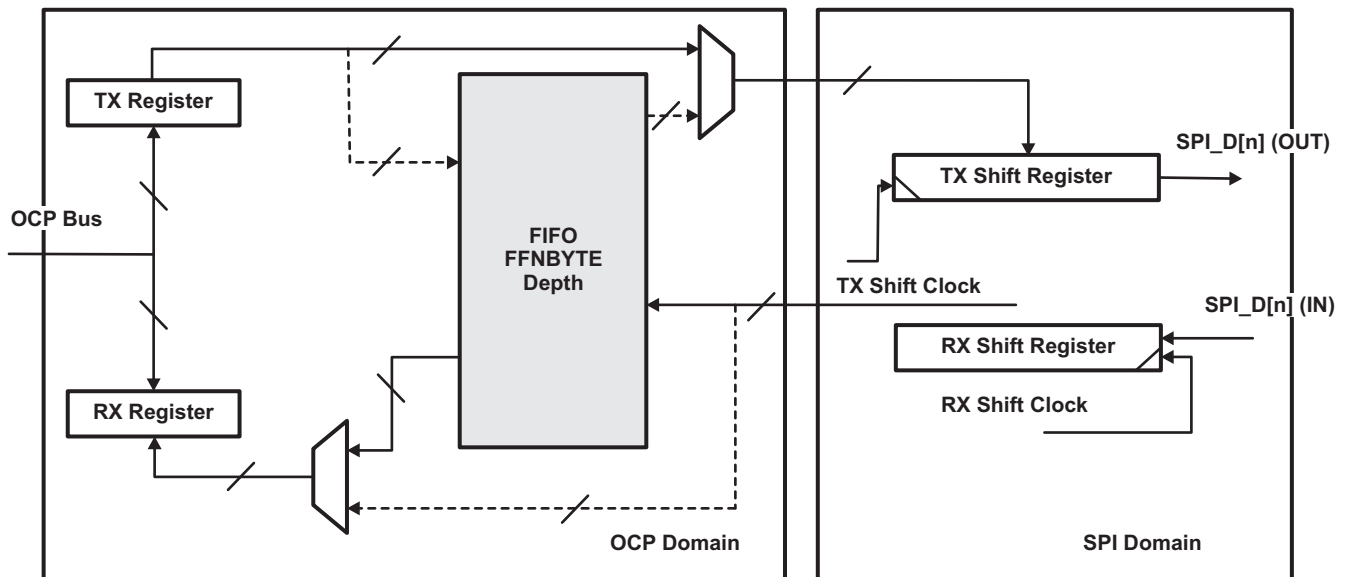 TX Register
OCP Bus
RX Register
FIFO
FFNBYTE
Depth
OCP Domain
SPI_D[n] (OUT)
TX Shift Register
TX Shift Clock
SPI_D[n] (IN)
RX Shift Register
RX Shift Clock
SPI Domain